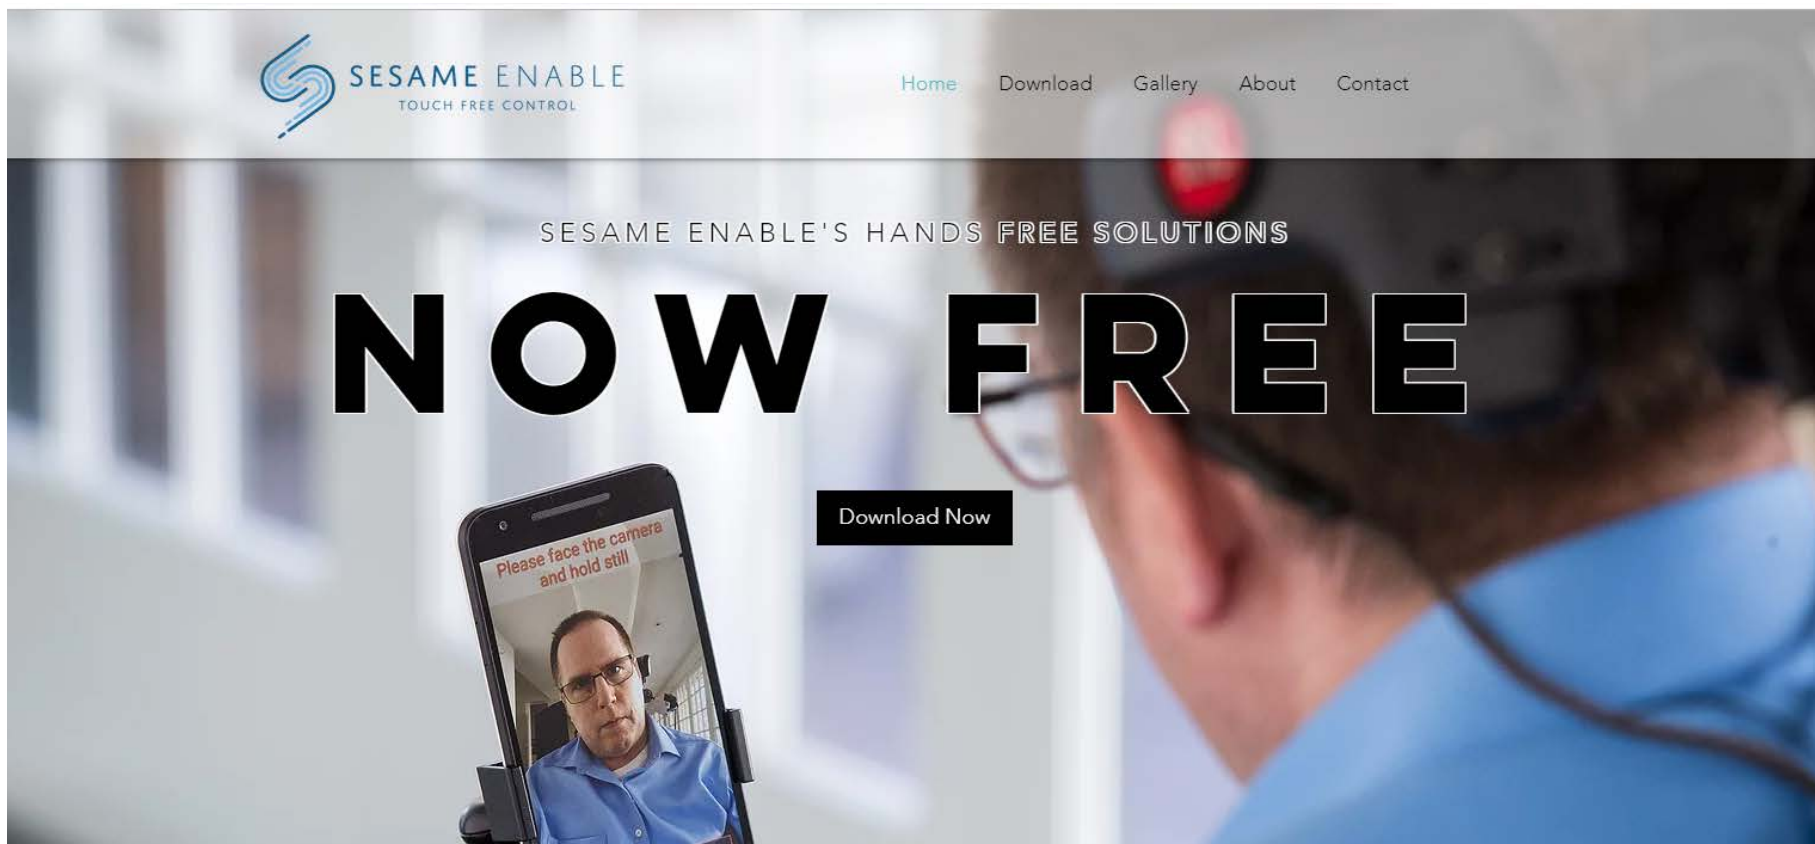 SESAME ENABLE
TOUCH FREE CONTROL
Home Download Gallery About Contact
SESAME ENABLE'S HANDS FREE SOLUTIONS
NOW FREE
Download Now
Please face the camera
and hold still